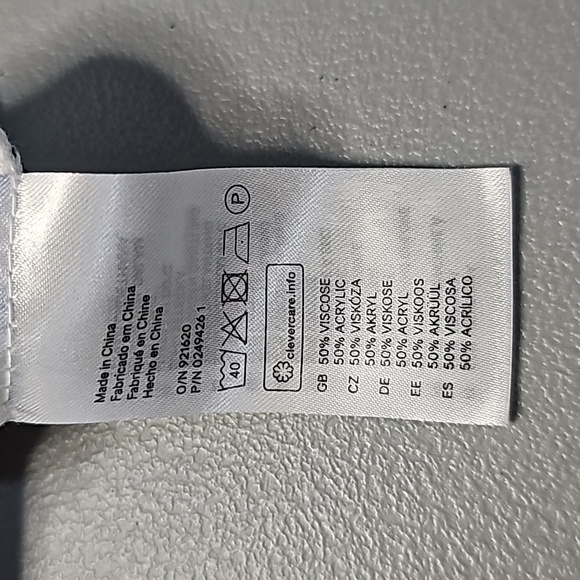 Made in China
Fabricado em China
Fabriqué en Chine
Hecho en China
O/N 921620
P/N 0249426 1
40
P
clevercare.info
GB 50% VISCOSE
50% ACRYLIC
CZ 50% VISKÓZA
50% AKRYL
DE 50% VISKOSE
50% ACRYL
EE 50% VISKOOS
50% AKRÜÜL
ES 50% VISCOSA
50% ACRÍLICO